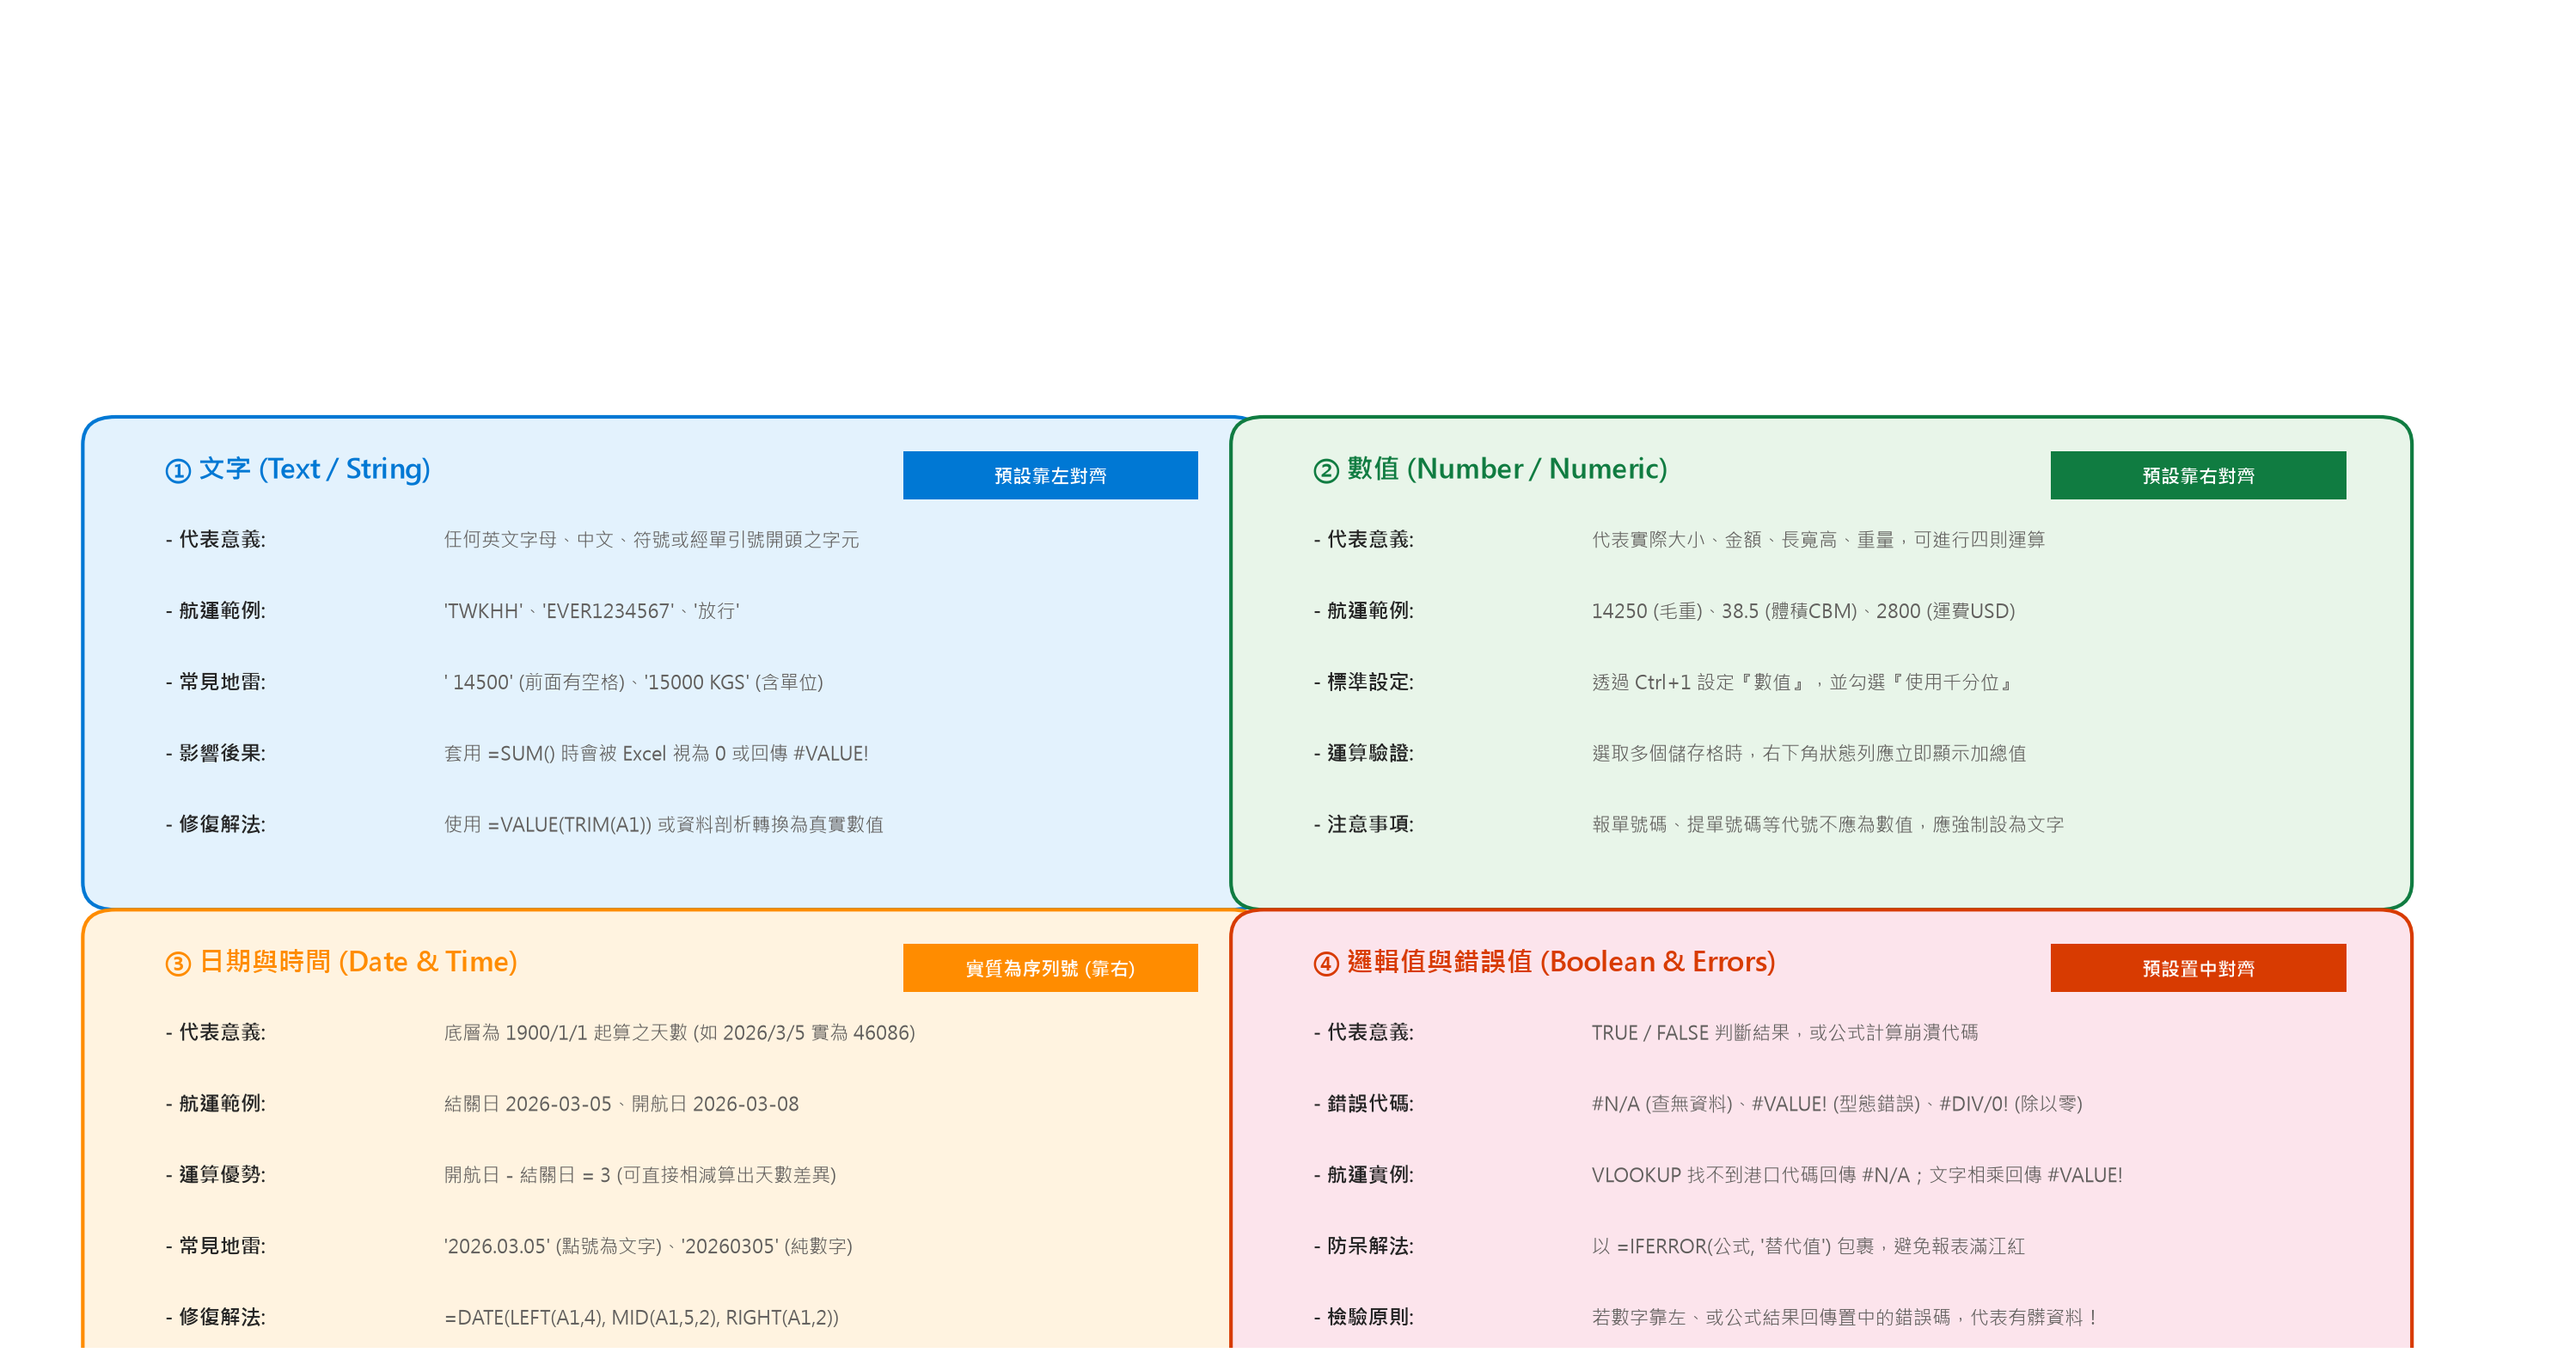 ① 文字 (Text / String)
預設靠左對齊
- 代表意義: 任何英文字母、中文、符號或經單引號開頭之字元
- 航運範例: 'TWKHH'、'EVER1234567'、'放行'
- 常見地雷: ' 14500' (前面有空格)、'15000 KGS' (含單位)
- 影響後果: 套用 =SUM() 時會被 Excel 視為 0 或回傳 #VALUE!
- 修復解法: 使用 =VALUE(TRIM(A1)) 或資料剖析轉換為真實數值
② 數值 (Number / Numeric)
預設靠右對齊
- 代表意義: 代表實際大小、金額、長寬高、重量，可進行四則運算
- 航運範例: 14250 (毛重)、38.5 (體積CBM)、2800 (運費USD)
- 標準設定: 透過 Ctrl+1 設定『數值』，並勾選『使用千分位』
- 運算驗證: 選取多個儲存格時，右下角狀態列應立即顯示加總值
- 注意事項: 報單號碼、提單號碼等代號不應為數值，應強制設為文字
③ 日期與時間 (Date & Time)
實質為序列號 (靠右)
- 代表意義: 底層為 1900/1/1 起算之天數 (如 2026/3/5 實為 46086)
- 航運範例: 結關日 2026-03-05、開航日 2026-03-08
- 運算優勢: 開航日 - 結關日 = 3 (可直接相減算出天數差異)
- 常見地雷: '2026.03.05' (點號為文字)、'20260305' (純數字)
- 修復解法: =DATE(LEFT(A1,4), MID(A1,5,2), RIGHT(A1,2))
④ 邏輯值與錯誤值 (Boolean & Errors)
預設置中對齊
- 代表意義: TRUE / FALSE 判斷結果，或公式計算崩潰代碼
- 錯誤代碼: #N/A (查無資料)、#VALUE! (型態錯誤)、#DIV/0! (除以零)
- 航運實例: VLOOKUP 找不到港口代碼回傳 #N/A；文字相乘回傳 #VALUE!
- 防呆解法: 以 =IFERROR(公式, '替代值') 包裹，避免報表滿江紅
- 檢驗原則: 若數字靠左、或公式結果回傳置中的錯誤碼，代表有髒資料！